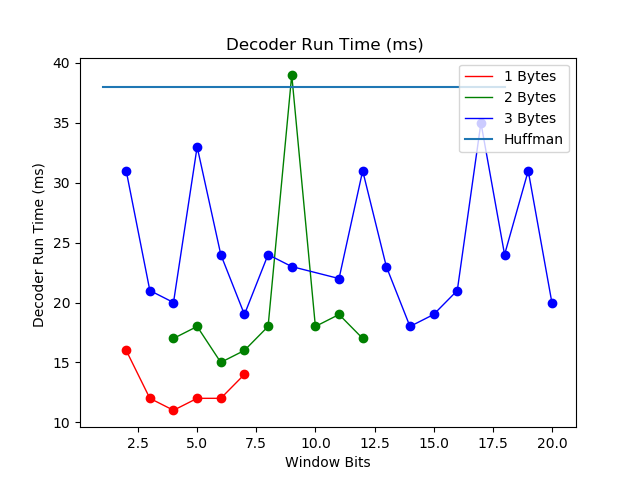 Decoder Run Time (ms)
1 Bytes
2 Bytes
3 Bytes
Huffman
Decoder Run Time (ms)
40
35
30
25
20
15
10
2.5 5.0 7.5 10.0 12.5 15.0 17.5 20.0
Window Bits